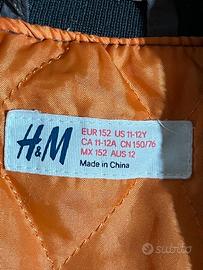 H&M
EUR 152 US 11-12Y
CA 11-12A CN 150/76
MX 152 AUS 12
Made in China
subito